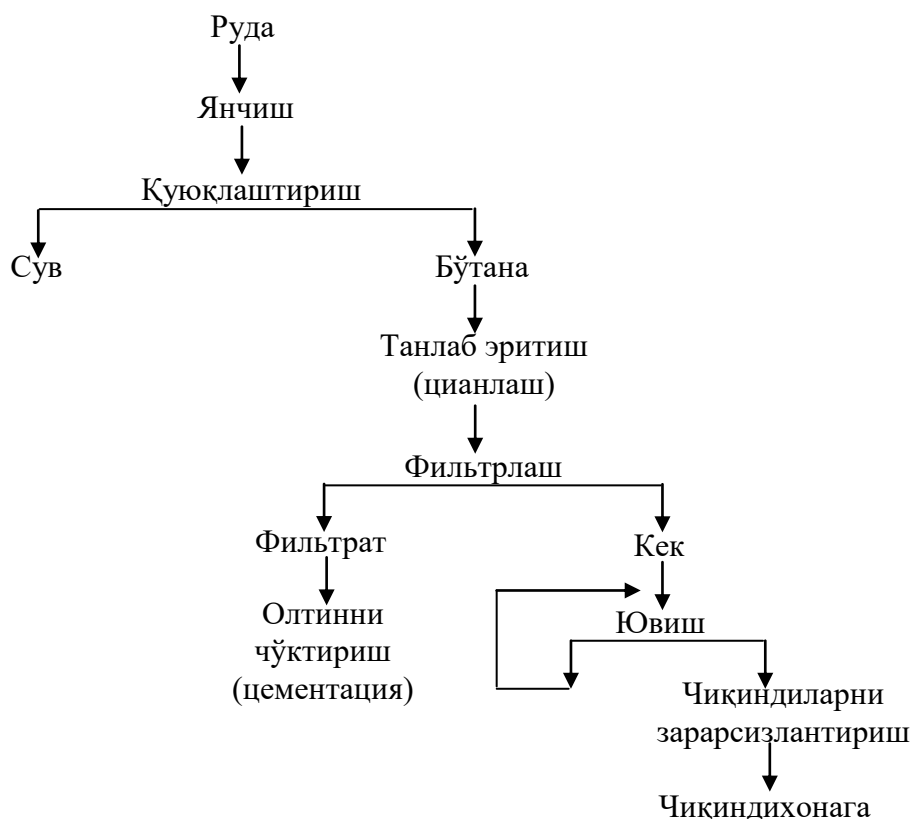 Руда
Янчиш
Қуюқлаштириш
Сув
Бўтана
Танлаб эритиш
(цианлаш)
Фильтрлаш
Фильтрат
Кек
Олтинни
чўктириш
(цементация)
Ювиш
Чиқиндиларни
зарарсизлантириш
Чиқиндихонага